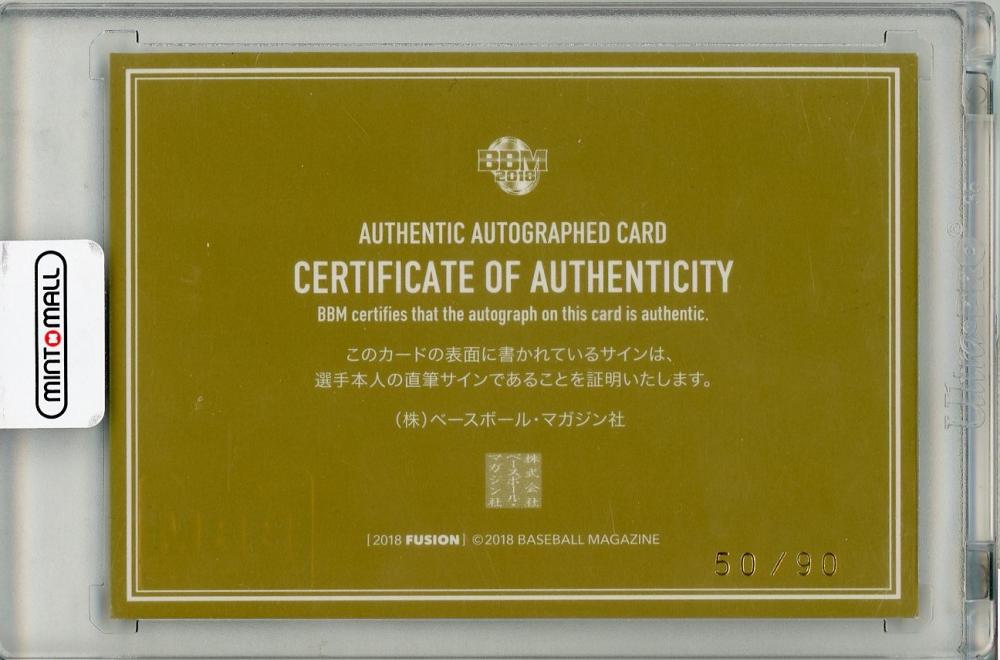 BBM
2018
AUTHENTIC AUTOGRAPHED CARD
CERTIFICATE OF AUTHENTICITY
BBM certifies that the autograph on this card is authentic.
このカードの表面に書かれているサインは、
選手本人の直筆サインであることを証明いたします。
(株)ベースボール・マガジン社
株式会社
ベースボール・
マガジン社
[2018 FUSION] ©2018 BASEBALL MAGAZINE
50/90
MINTOMALL